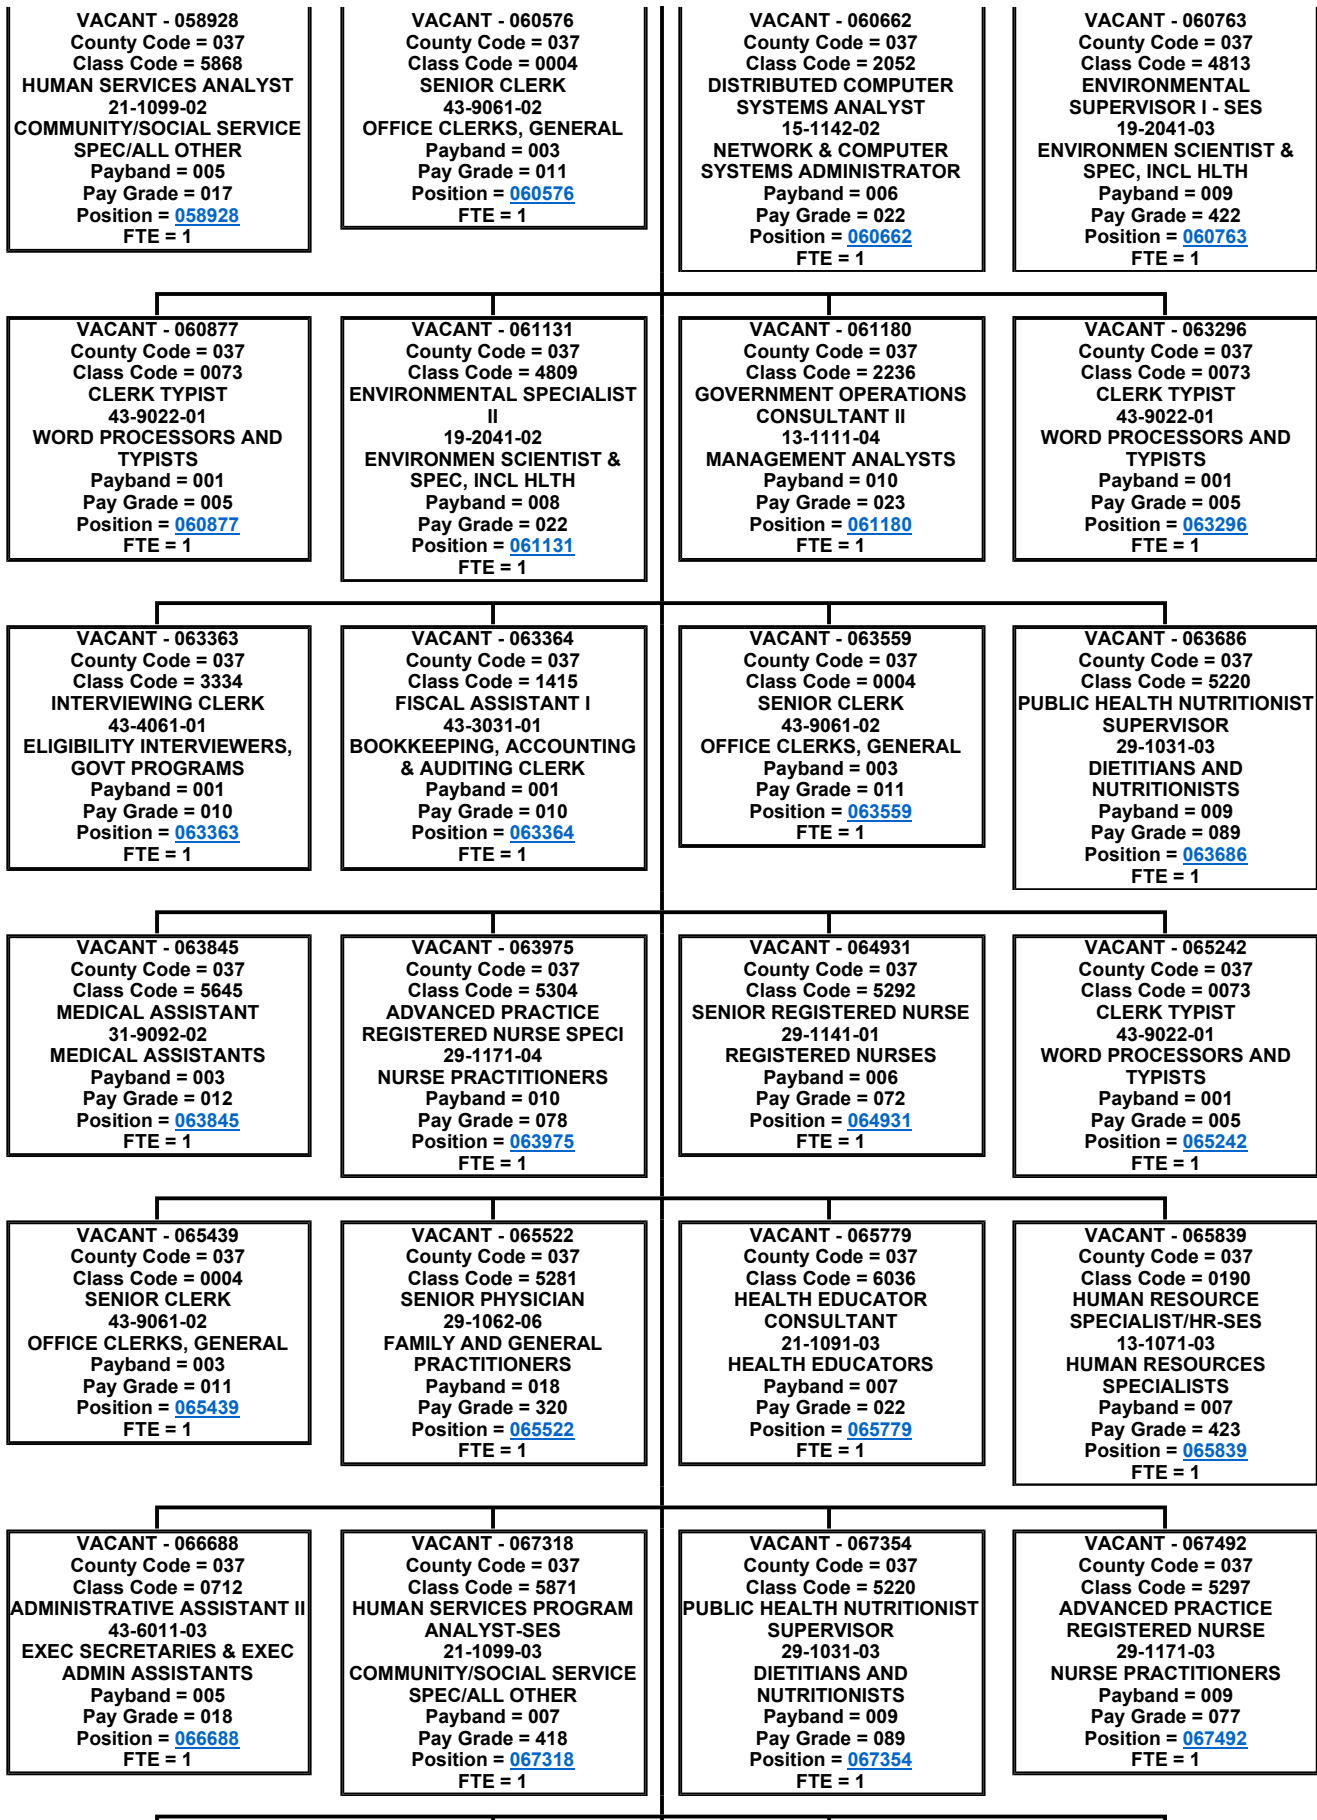 VACANT - 058928
County Code = 037
Class Code = 5868
HUMAN SERVICES ANALYST
21-1099-02
COMMUNITY/SOCIAL SERVICE
SPEC/ALL OTHER
Payband = 005
Pay Grade = 017
Position = 058928
FTE = 1
VACANT - 060576
County Code = 037
Class Code = 0004
SENIOR CLERK
43-9061-02
OFFICE CLERKS, GENERAL
Payband = 003
Pay Grade = 011
Position = 060576
FTE = 1
VACANT - 060662
County Code = 037
Class Code = 2052
DISTRIBUTED COMPUTER
SYSTEMS ANALYST
15-1142-02
NETWORK & COMPUTER
SYSTEMS ADMINISTRATOR
Payband = 006
Pay Grade = 022
Position = 060662
FTE = 1
VACANT - 060763
County Code = 037
Class Code = 4813
ENVIRONMENTAL
SUPERVISOR I - SES
19-2041-03
ENVIRONMEN SCIENTIST &
SPEC, INCL HLTH
Payband = 009
Pay Grade = 422
Position = 060763
FTE = 1
VACANT - 060877
County Code = 037
Class Code = 0073
CLERK TYPIST
43-9022-01
WORD PROCESSORS AND
TYPISTS
Payband = 001
Pay Grade = 005
Position = 060877
FTE = 1
VACANT - 061131
County Code = 037
Class Code = 4809
ENVIRONMENTAL SPECIALIST
II
19-2041-02
ENVIRONMEN SCIENTIST &
SPEC, INCL HLTH
Payband = 008
Pay Grade = 022
Position = 061131
FTE = 1
VACANT - 061180
County Code = 037
Class Code = 2236
GOVERNMENT OPERATIONS
CONSULTANT II
13-1111-04
MANAGEMENT ANALYSTS
Payband = 010
Pay Grade = 023
Position = 061180
FTE = 1
VACANT - 063296
County Code = 037
Class Code = 0073
CLERK TYPIST
43-9022-01
WORD PROCESSORS AND
TYPISTS
Payband = 001
Pay Grade = 005
Position = 063296
FTE = 1
VACANT - 063363
County Code = 037
Class Code = 3334
INTERVIEWING CLERK
43-4061-01
ELIGIBILITY INTERVIEWERS,
GOVT PROGRAMS
Payband = 001
Pay Grade = 010
Position = 063363
FTE = 1
VACANT - 063364
County Code = 037
Class Code = 1415
FISCAL ASSISTANT I
43-3031-01
BOOKKEEPING, ACCOUNTING
& AUDITING CLERK
Payband = 001
Pay Grade = 010
Position = 063364
FTE = 1
VACANT - 063559
County Code = 037
Class Code = 0004
SENIOR CLERK
43-9061-02
OFFICE CLERKS, GENERAL
Payband = 003
Pay Grade = 011
Position = 063559
FTE = 1
VACANT - 063686
County Code = 037
Class Code = 5220
PUBLIC HEALTH NUTRITIONIST
SUPERVISOR
29-1031-03
DIETITIANS AND
NUTRITIONISTS
Payband = 009
Pay Grade = 089
Position = 063686
FTE = 1
VACANT - 063845
County Code = 037
Class Code = 5645
MEDICAL ASSISTANT
31-9092-02
MEDICAL ASSISTANTS
Payband = 003
Pay Grade = 012
Position = 063845
FTE = 1
VACANT - 063975
County Code = 037
Class Code = 5304
ADVANCED PRACTICE
REGISTERED NURSE SPECI
29-1171-04
NURSE PRACTITIONERS
Payband = 010
Pay Grade = 078
Position = 063975
FTE = 1
VACANT - 064931
County Code = 037
Class Code = 5292
SENIOR REGISTERED NURSE
29-1141-01
REGISTERED NURSES
Payband = 006
Pay Grade = 072
Position = 064931
FTE = 1
VACANT - 065242
County Code = 037
Class Code = 0073
CLERK TYPIST
43-9022-01
WORD PROCESSORS AND
TYPISTS
Payband = 001
Pay Grade = 005
Position = 065242
FTE = 1
VACANT - 065439
County Code = 037
Class Code = 0004
SENIOR CLERK
43-9061-02
OFFICE CLERKS, GENERAL
Payband = 003
Pay Grade = 011
Position = 065439
FTE = 1
VACANT - 065522
County Code = 037
Class Code = 5281
SENIOR PHYSICIAN
29-1062-06
FAMILY AND GENERAL
PRACTITIONERS
Payband = 018
Pay Grade = 320
Position = 065522
FTE = 1
VACANT - 065779
County Code = 037
Class Code = 6036
HEALTH EDUCATOR
CONSULTANT
21-1091-03
HEALTH EDUCATORS
Payband = 007
Pay Grade = 022
Position = 065779
FTE = 1
VACANT - 065839
County Code = 037
Class Code = 0190
HUMAN RESOURCE
SPECIALIST/HR-SES
13-1071-03
HUMAN RESOURCES
SPECIALISTS
Payband = 007
Pay Grade = 423
Position = 065839
FTE = 1
VACANT - 066688
County Code = 037
Class Code = 0712
ADMINISTRATIVE ASSISTANT II
43-6011-03
EXEC SECRETARIES & EXEC
ADMIN ASSISTANTS
Payband = 005
Pay Grade = 018
Position = 066688
FTE = 1
VACANT - 067318
County Code = 037
Class Code = 5871
HUMAN SERVICES PROGRAM
ANALYST-SES
21-1099-03
COMMUNITY/SOCIAL SERVICE
SPEC/ALL OTHER
Payband = 007
Pay Grade = 418
Position = 067318
FTE = 1
VACANT - 067354
County Code = 037
Class Code = 5220
PUBLIC HEALTH NUTRITIONIST
SUPERVISOR
29-1031-03
DIETITIANS AND
NUTRITIONISTS
Payband = 009
Pay Grade = 089
Position = 067354
FTE = 1
VACANT - 067492
County Code = 037
Class Code = 5297
ADVANCED PRACTICE
REGISTERED NURSE
29-1171-03
NURSE PRACTITIONERS
Payband = 009
Pay Grade = 077
Position = 067492
FTE = 1